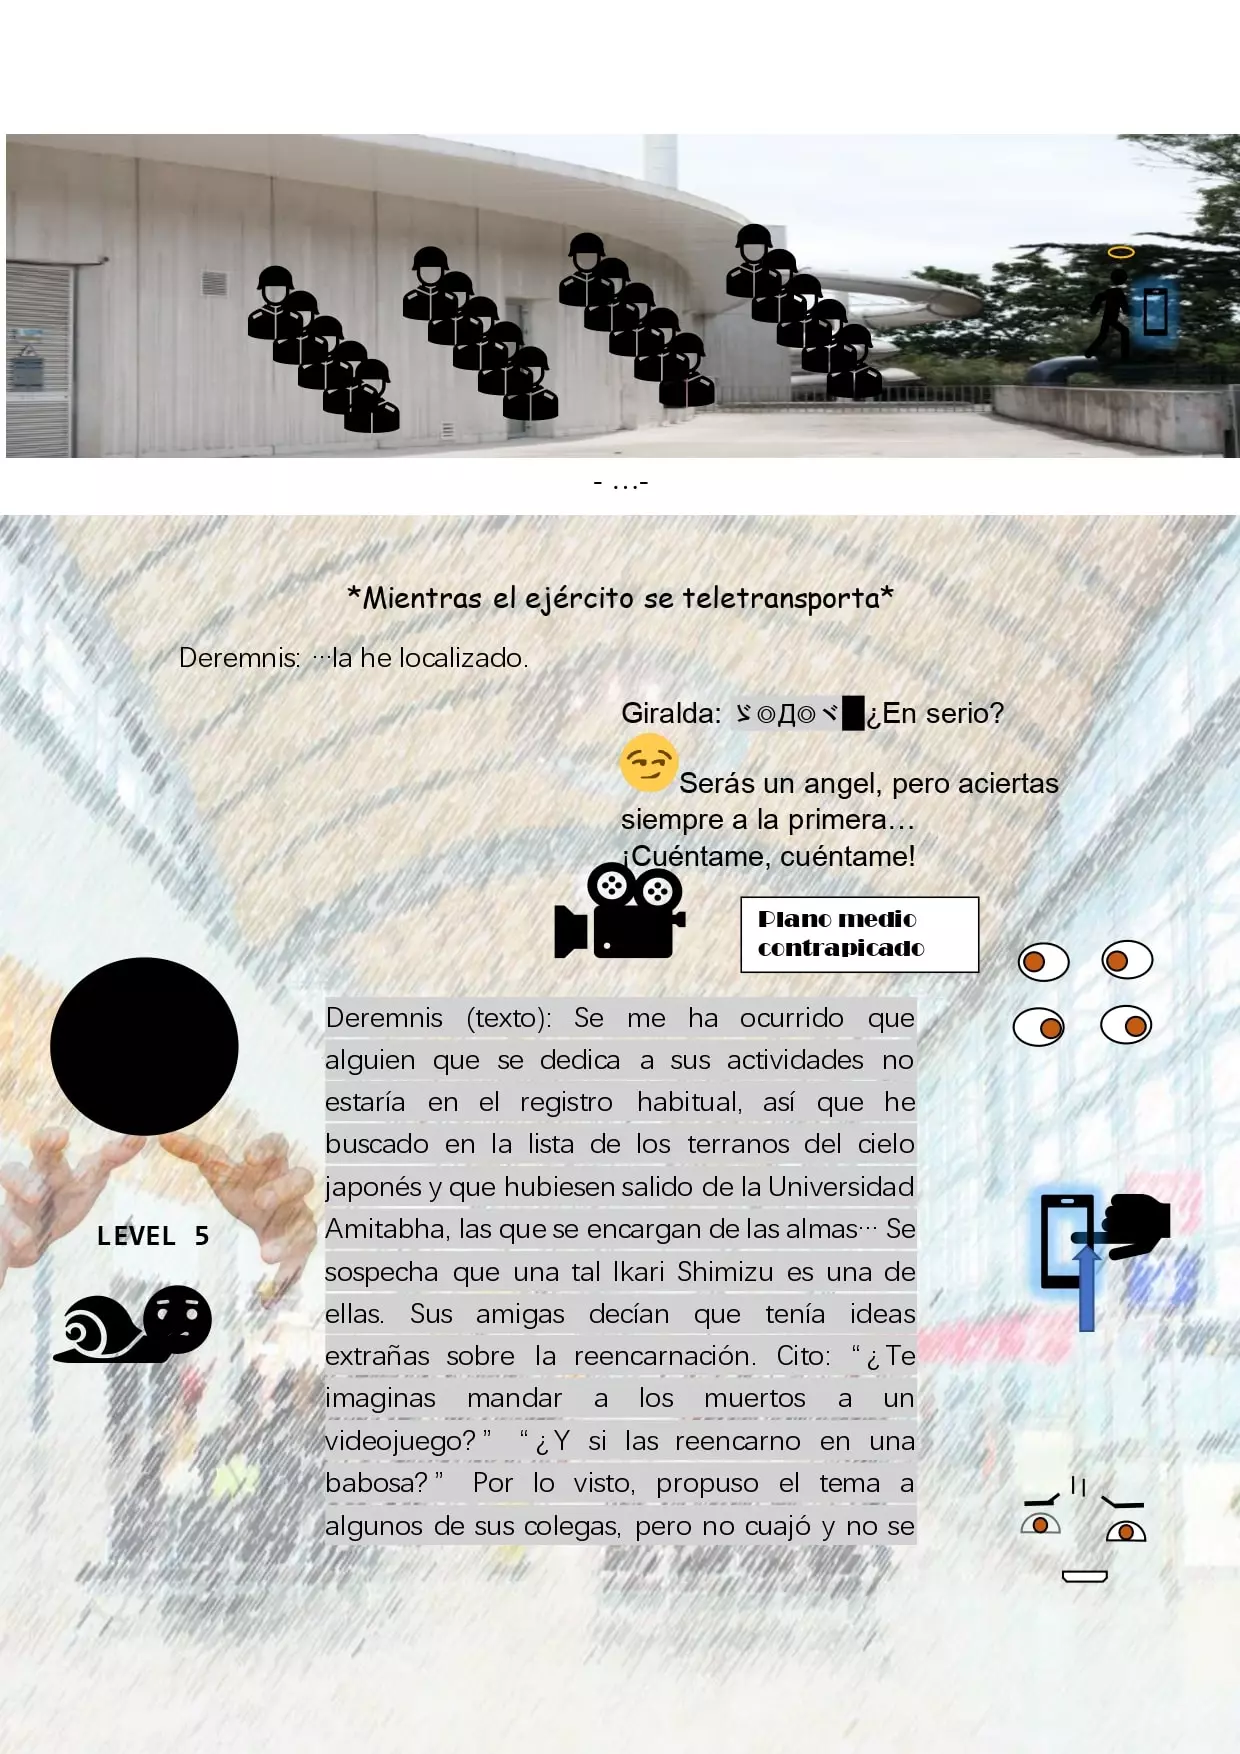 - ...-
*Mientras el ejército se teletransporta*
Deremnis: …la he localizado.
Giralda: ゞ◎Д◎ヾ█¿En serio?
😏Serás un angel, pero aciertas
siempre a la primera…
¡Cuéntame, cuéntame!
Plano medio
contrapicado
Deremnis (texto): Se me ha ocurrido que
alguien que se dedica a sus actividades no
estaría en el registro habitual, así que he
buscado en la lista de los terranos del cielo
japonés y que hubiesen salido de la Universidad
Amitabha, las que se encargan de las almas… Se
sospecha que una tal Ikari Shimizu es una de
ellas. Sus amigas decían que tenía ideas
extrañas sobre la reencarnación. Cito: “¿Te
imaginas mandar a los muertos a un
videojuego?” “¿Y si las reencarno en una
babosa?” Por lo visto, propuso el tema a
algunos de sus colegas, pero no cuajó y no se
LEVEL 5